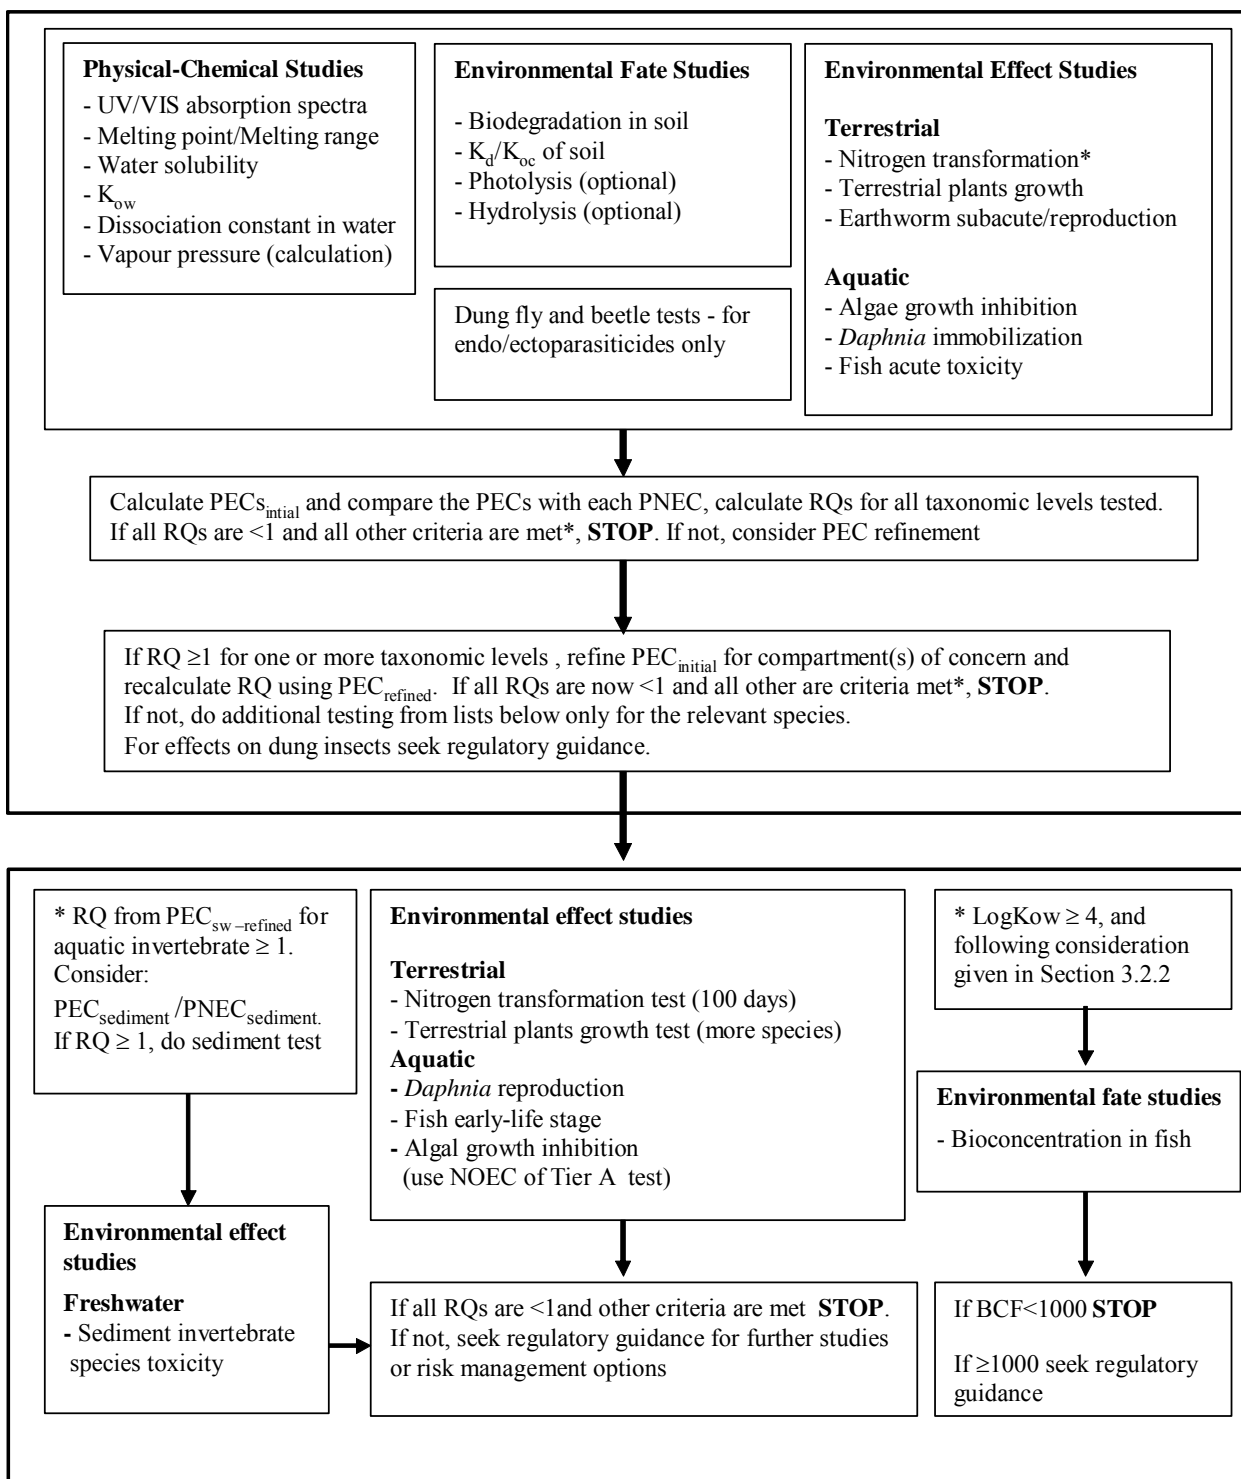 Physical-Chemical Studies
- UV/VIS absorption spectra
- Melting point/Melting range
- Water solubility
- Kow
- Dissociation constant in water
- Vapour pressure (calculation)
Environmental Fate Studies
- Biodegradation in soil
- Kd/Koc of soil
- Photolysis (optional)
- Hydrolysis (optional)
Dung fly and beetle tests - for
endo/ectoparasiticides only
Environmental Effect Studies
Terrestrial
- Nitrogen transformation*
- Terrestrial plants growth
- Earthworm subacute/reproduction
Aquatic
- Algae growth inhibition
- Daphnia immobilization
- Fish acute toxicity
Calculate PECsintial and compare the PECs with each PNEC, calculate RQs for all taxonomic levels tested.
If all RQs are <1 and all other criteria are met*, STOP. If not, consider PEC refinement
If RQ ≥1 for one or more taxonomic levels , refine PECinitial for compartment(s) of concern and
recalculate RQ using PECrefined. If all RQs are now <1 and all other are criteria met*, STOP.
If not, do additional testing from lists below only for the relevant species.
For effects on dung insects seek regulatory guidance.
* RQ from PECsw-refined for
aquatic invertebrate ≥ 1.
Consider:
PECsediment /PNECsediment.
If RQ ≥ 1, do sediment test
Environmental effect
studies
Freshwater
- Sediment invertebrate
species toxicity
Environmental effect studies
Terrestrial
- Nitrogen transformation test (100 days)
- Terrestrial plants growth test (more species)
Aquatic
- Daphnia reproduction
- Fish early-life stage
- Algal growth inhibition
(use NOEC of Tier A test)
If all RQs are <1and other criteria are met STOP.
If not, seek regulatory guidance for further studies
or risk management options
* LogKow ≥ 4, and
following consideration
given in Section 3.2.2
Environmental fate studies
- Bioconcentration in fish
If BCF<1000 STOP
If ≥1000 seek regulatory
guidance